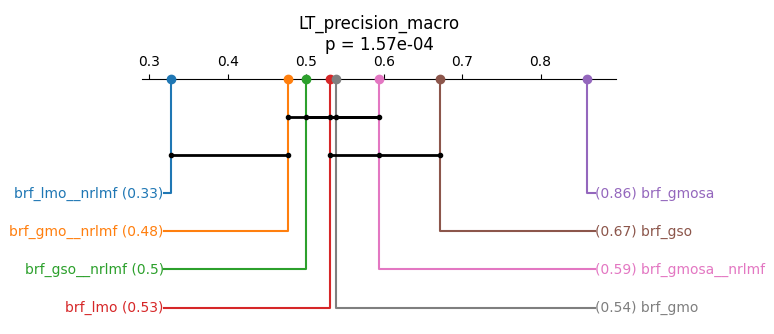 LT_precision_macro
p = 1.57e-04
0.3 0.4 0.5 0.6 0.7 0.8
brf_lmo__nrlmf (0.33) (0.86) brf_gmosa
brf_gmo__nrlmf (0.48) (0.67) brf_gso
brf_gso__nrlmf (0.5) (0.59) brf_gmosa__nrlmf
brf_lmo (0.53) (0.54) brf_gmo